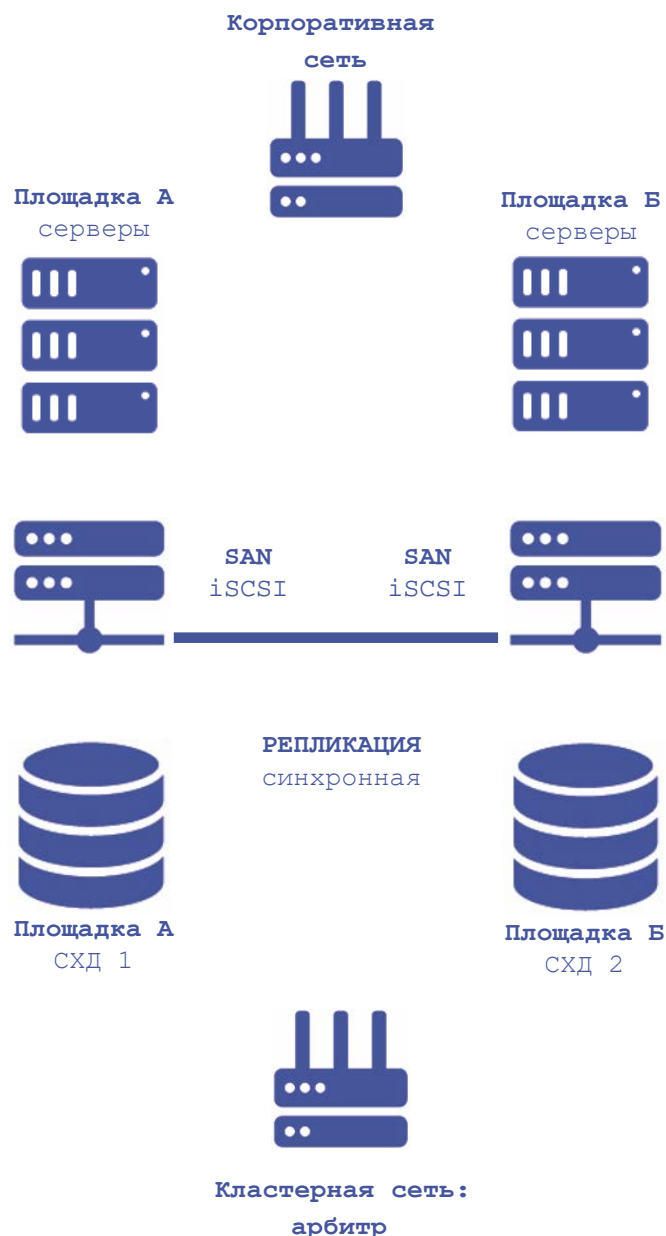 Корпоративная
сеть
Площадка А
серверы
Площадка Б
серверы
SAN
iSCSI
SAN
iSCSI
РЕПЛИКАЦИЯ
синхронная
Площадка А
СХД 1
Площадка Б
СХД 2
Кластерная сеть:
арбитр